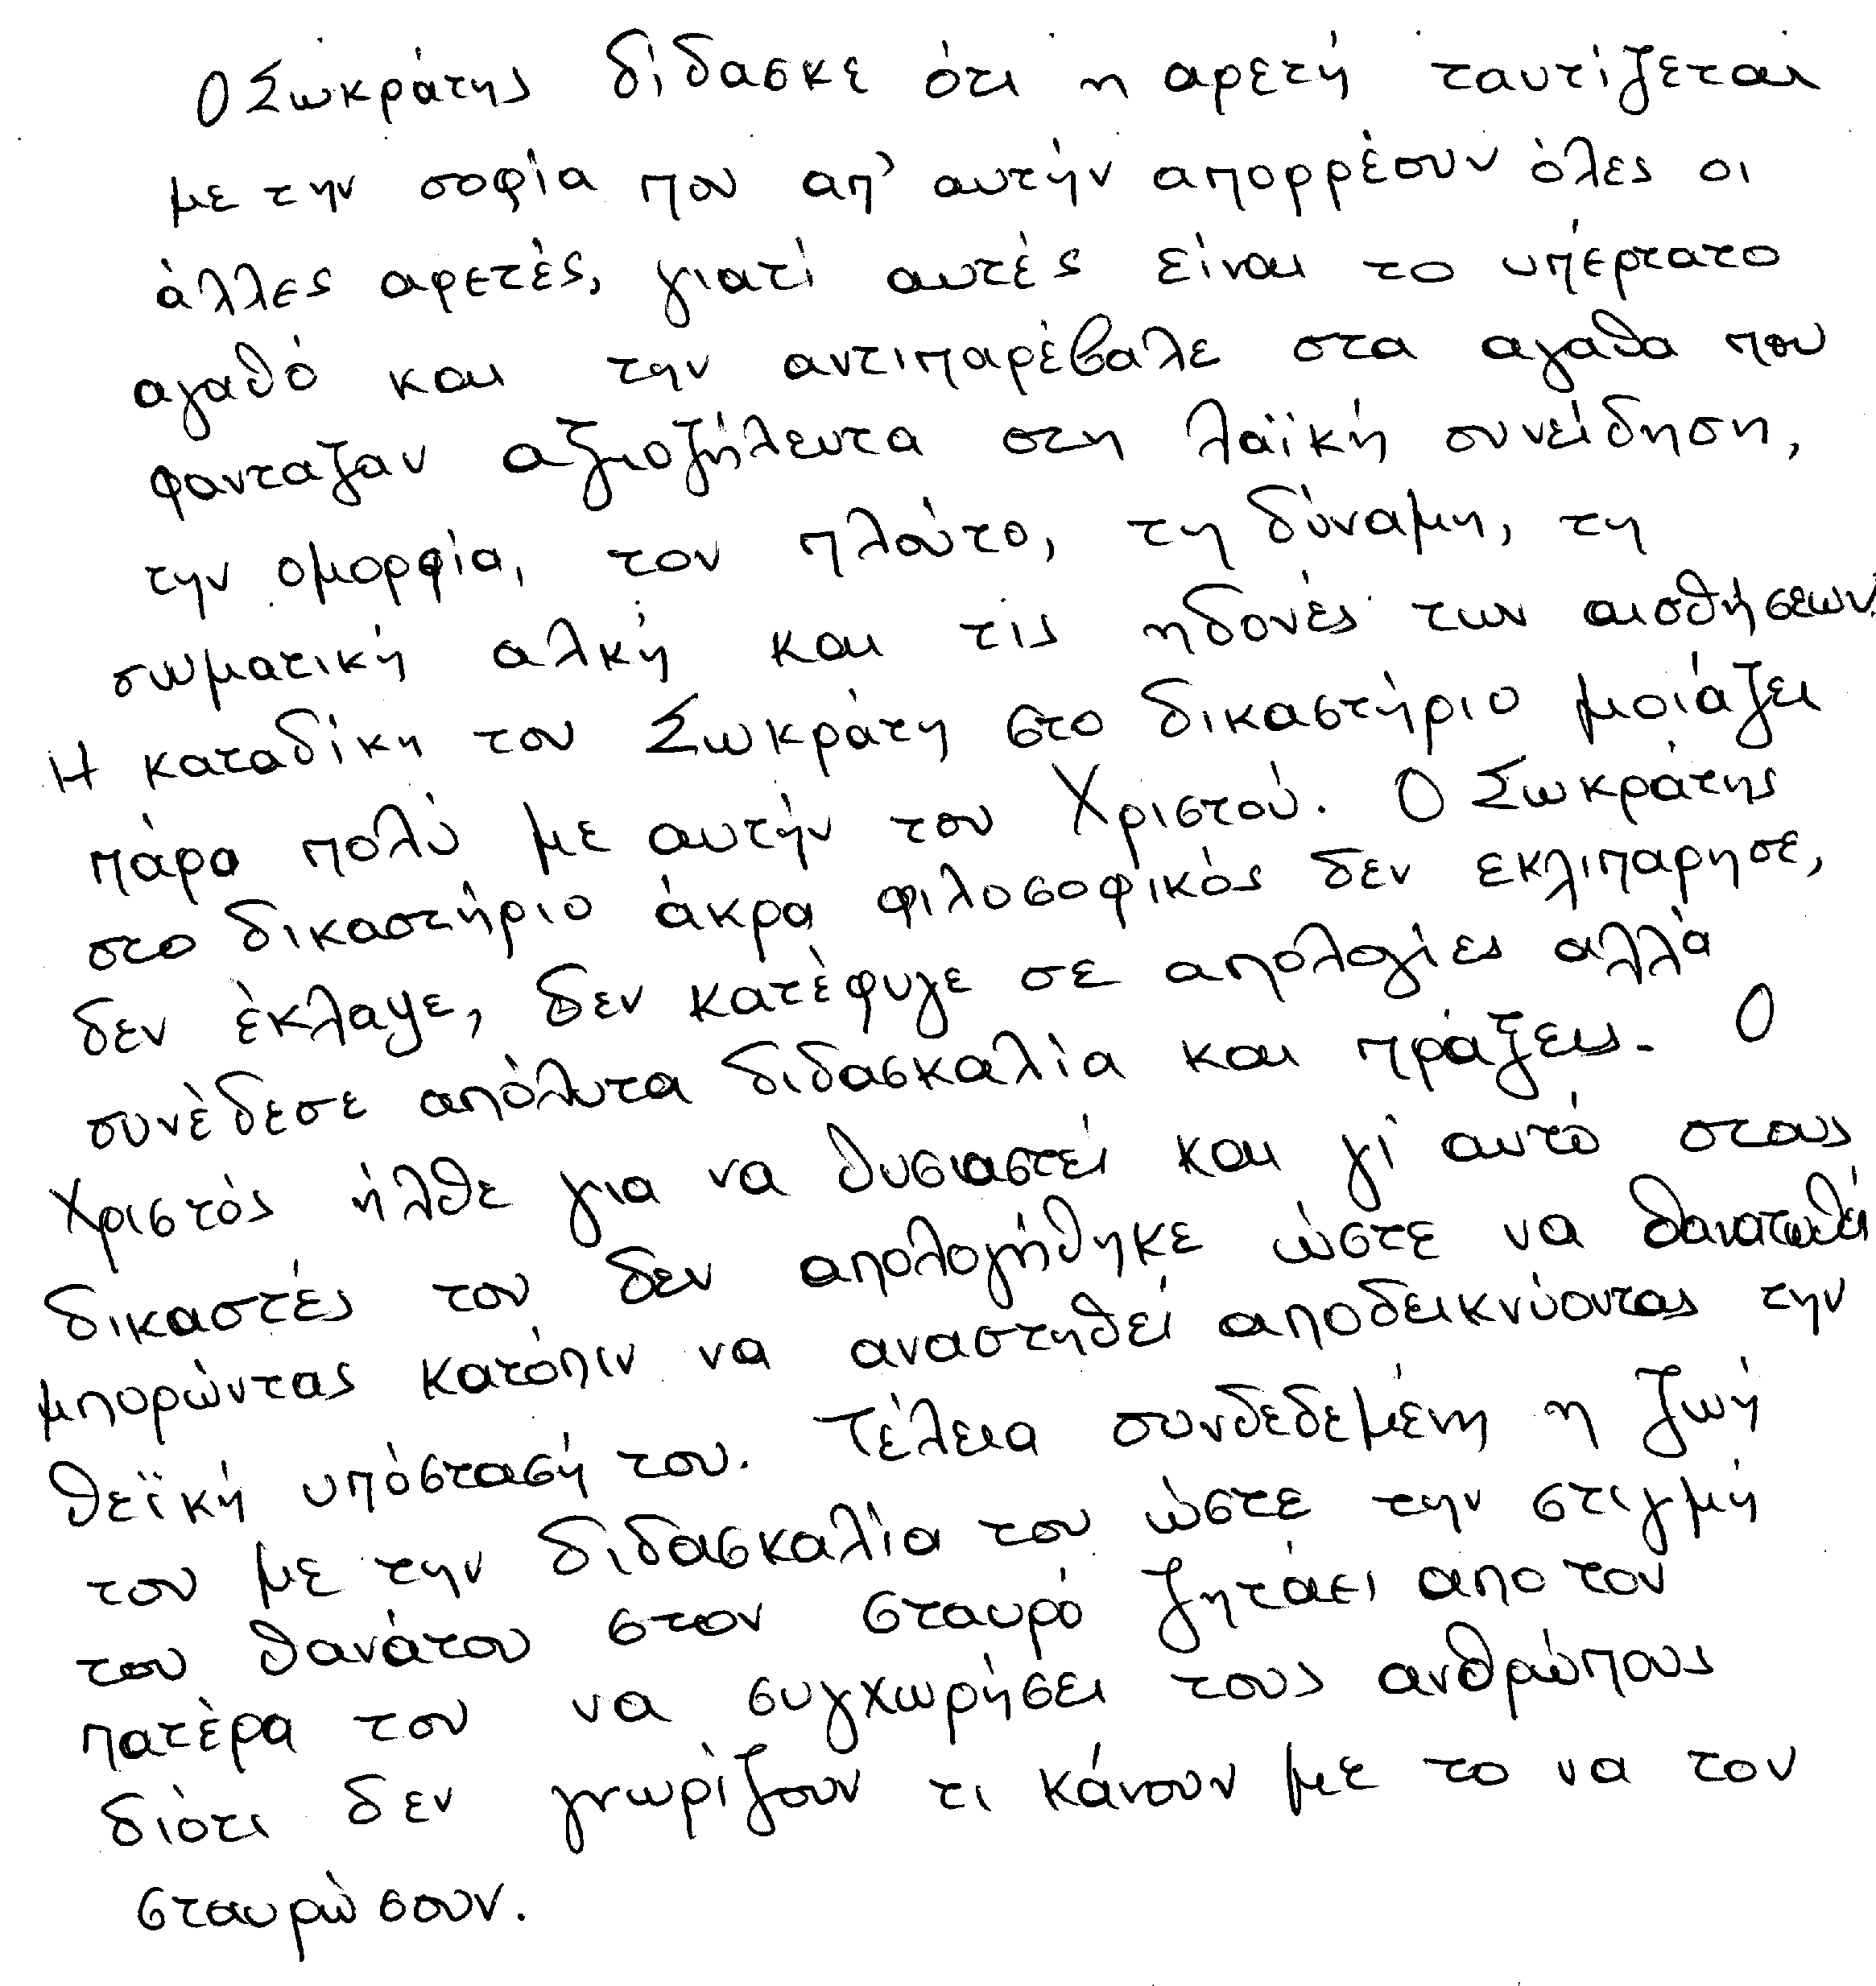 Ο Σωκράτης δίδασκε ότι η αρετή ταυτίζεται
με την σοφία που απ' αυτήν απορρέουν όλες οι
άλλες αρετές, γιατί αυτές είναι το υπέρτατο
αγαθό και την αντιπαρέβαλε στα αγαθα που
φανταζαν αξιοζήλευτα στη λαϊκή συνείδηση,
την ομορφία, τον πλούτο, τη δύναμη, τη
σωματική αλκή και τις ηδονές των αισθήσεων.
Η καταδίκη του Σωκράτη στο δικαστήριο μοιάζει
πάρα πολύ με αυτήν του Χριστού. Ο Σωκράτης
στο δικαστήριο άκρα φιλοσοφικός δεν εκλιπαρησε,
δεν έκλαψε, δεν κατέφυγε σε απολογίες αλλά
συνέδεσε απόλυτα διδασκαλία και πράξεις. Ο
Χριστός ήλθε για να θυσιαστεί και γι' αυτό στους
δικαστές του δεν απολογήθηκε ώστε να θανατωθεί
μπορώντας κατόπιν να αναστηθεί αποδεικνύοντας την
θεϊκή υπόστασή του. Τέλεια συνδεδεμένη η ζωή
του με την διδασκαλία του ώστε την στιγμή
του θανάτου στον σταυρό ζητάει απο τον
πατέρα του να συγχωρήσει τους ανθρώπους
διότι δεν γνωρίζουν τι κάνουν με το να τον
σταυρώσουν.